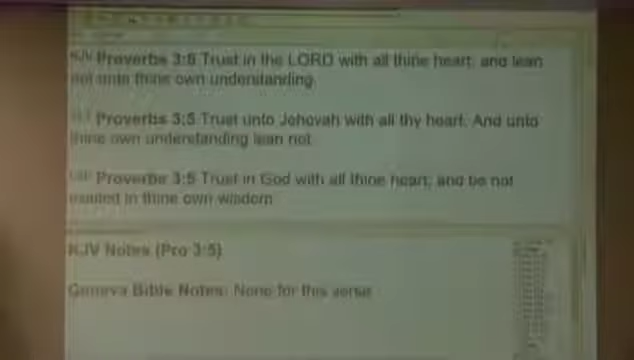 KJV Proverbs 3:5 Trust in the LORD with all thine heart; and lean
not unto thine own understanding.
Proverbs 3:5 Trust unto Jehovah with all thy heart, And unto
thine own understanding lean not.
Proverbs 3:5 Trust in God with all thine heart; and be not
exalted in thine own wisdom.
KJV Notes (Pro 3:5)
Geneva Bible Notes: None for this verse